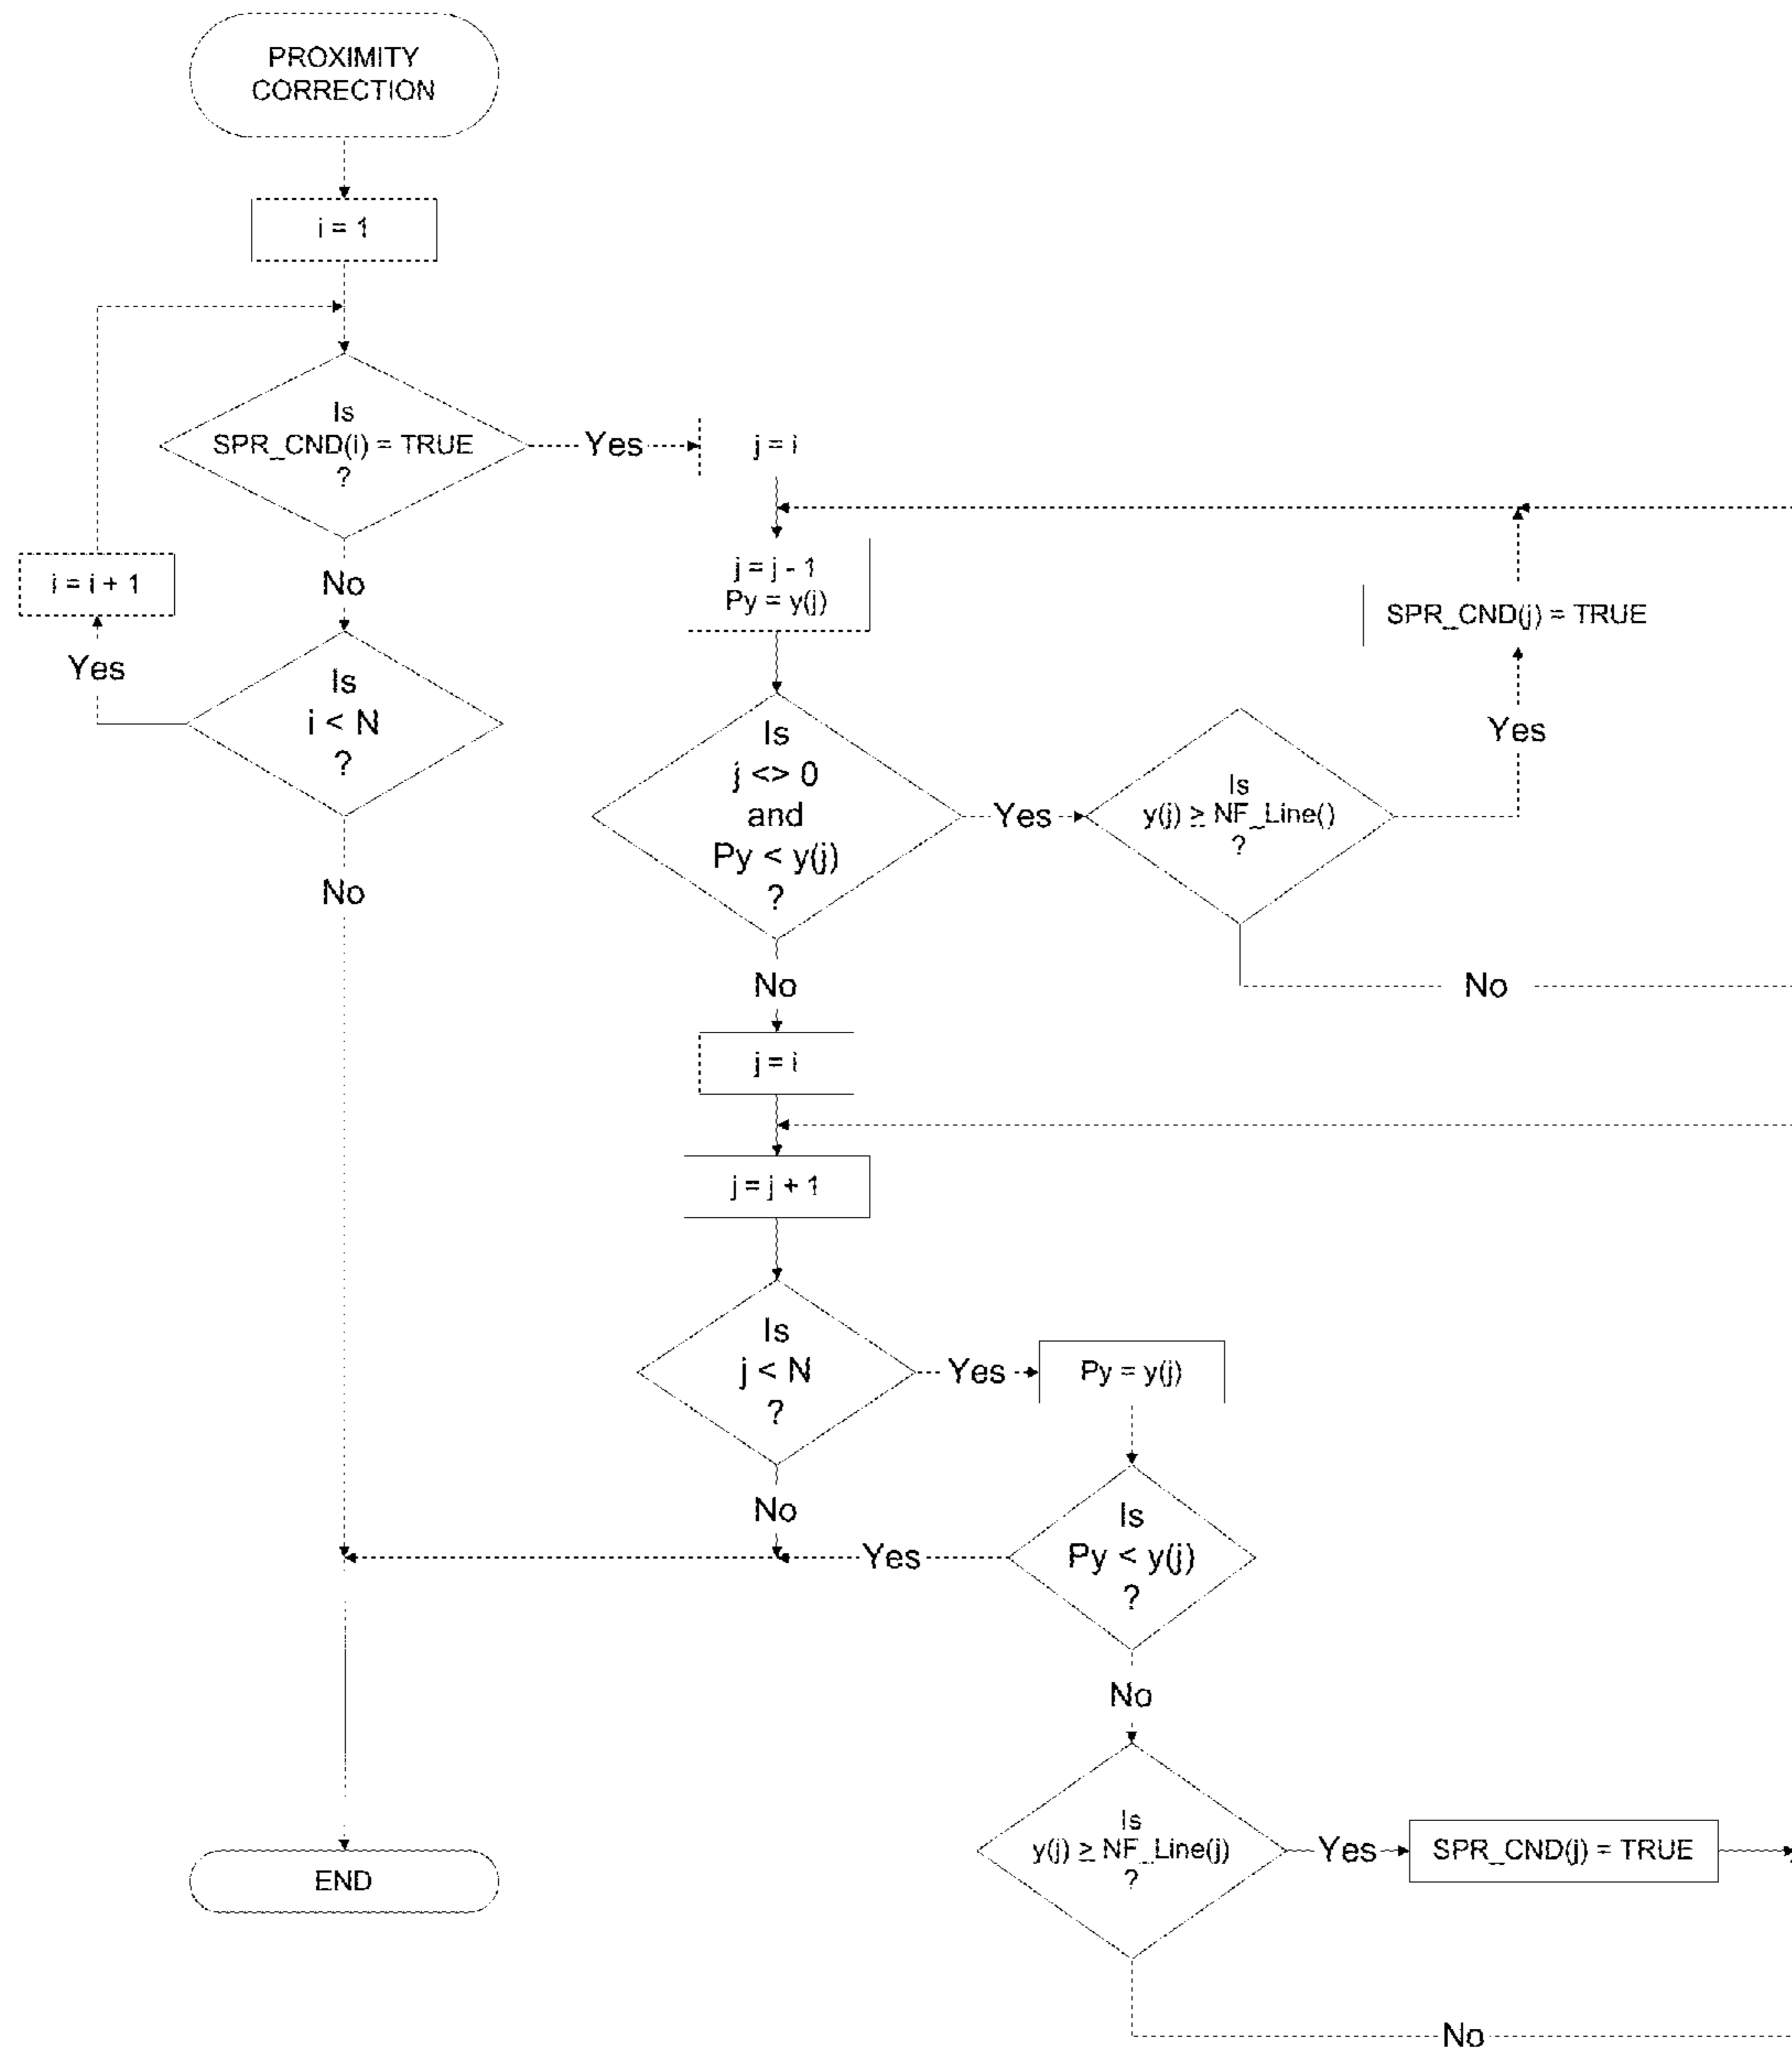 PROXIMITY
CORRECTION
i = 1
Is
SPR_CND(i) = TRUE
?
Yes
j = i
i = i + 1
No
j = j - 1
Py = y(j)
SPR_CND(j) = TRUE
Yes
Is
i < N
?
Is
j <> 0
and
Py < y(j)
?
Yes
Is
y(j) ≥ NF_Line()
?
Yes
No
No
No
j = i
j = j + 1
Is
j < N
?
Yes
Py = y(j)
No
Yes
Is
Py < y(j)
?
No
Is
y(j) ≥ NF_Line(j)
?
Yes
SPR_CND(j) = TRUE
END
No